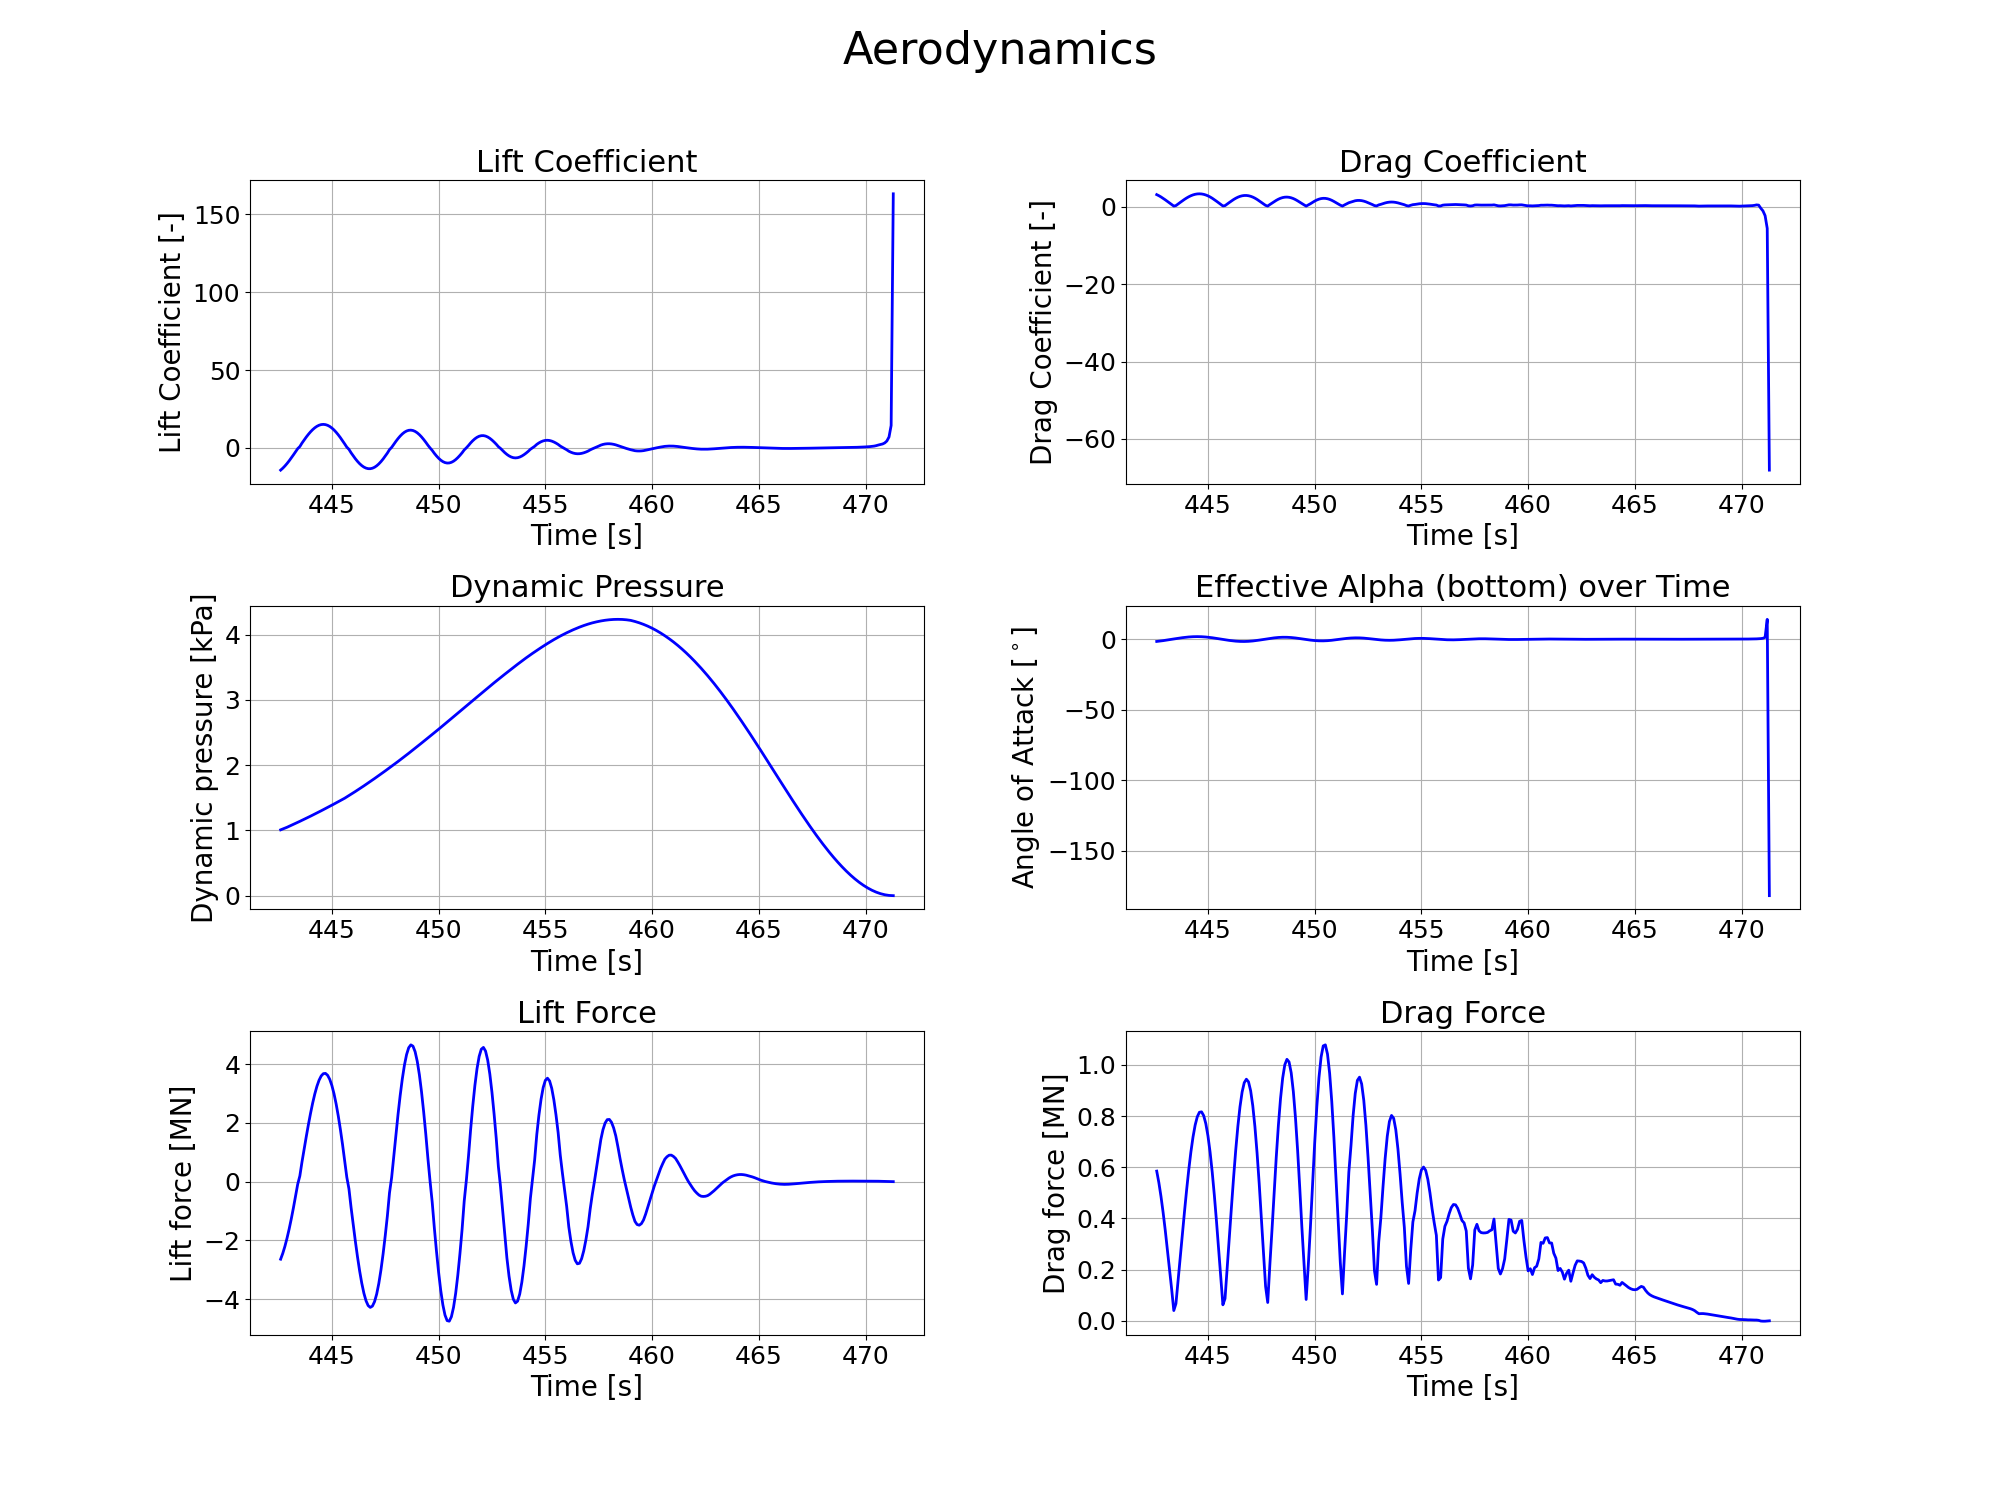 Aerodynamics
Lift Coefficient
Lift Coefficient [-]
150
100
50
0
445 450 455 460 465 470
Time [s]
Drag Coefficient
Drag Coefficient [-]
0
−20
−40
−60
445 450 455 460 465 470
Time [s]
Dynamic Pressure
Dynamic pressure [kPa]
4
3
2
1
0
445 450 455 460 465 470
Time [s]
Effective Alpha (bottom) over Time
Angle of Attack [°]
0
−50
−100
−150
445 450 455 460 465 470
Time [s]
Lift Force
Lift force [MN]
4
2
0
−2
−4
445 450 455 460 465 470
Time [s]
Drag Force
Drag force [MN]
1.0
0.8
0.6
0.4
0.2
0.0
445 450 455 460 465 470
Time [s]